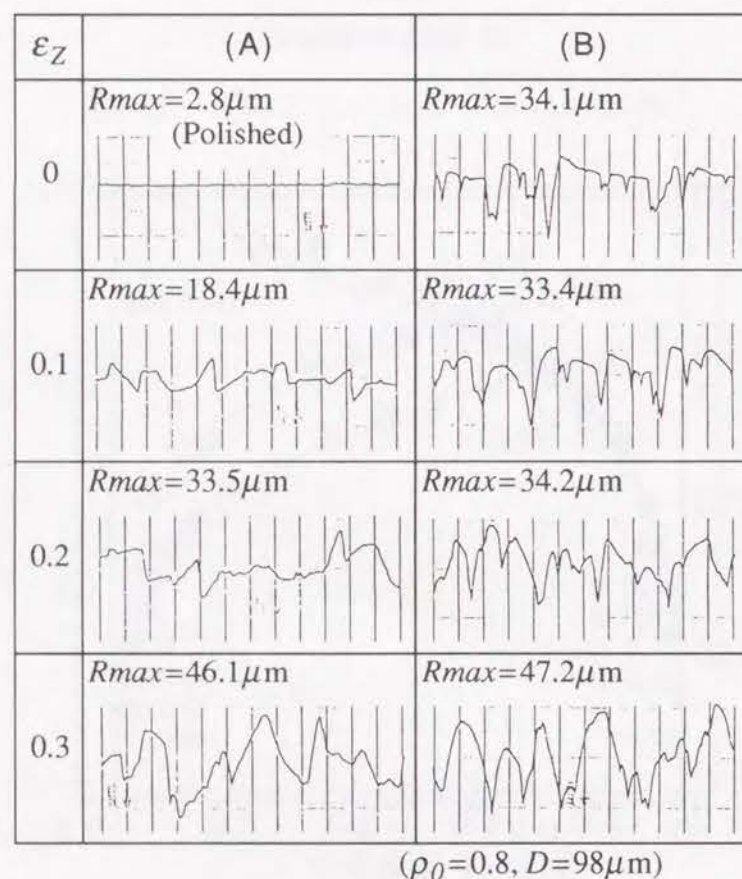 ε_Z (A) (B)
0 Rmax=2.8μm (Polished) Rmax=34.1μm
0.1 Rmax=18.4μm Rmax=33.4μm
0.2 Rmax=33.5μm Rmax=34.2μm
0.3 Rmax=46.1μm Rmax=47.2μm
(ρ₀=0.8, D=98μm)